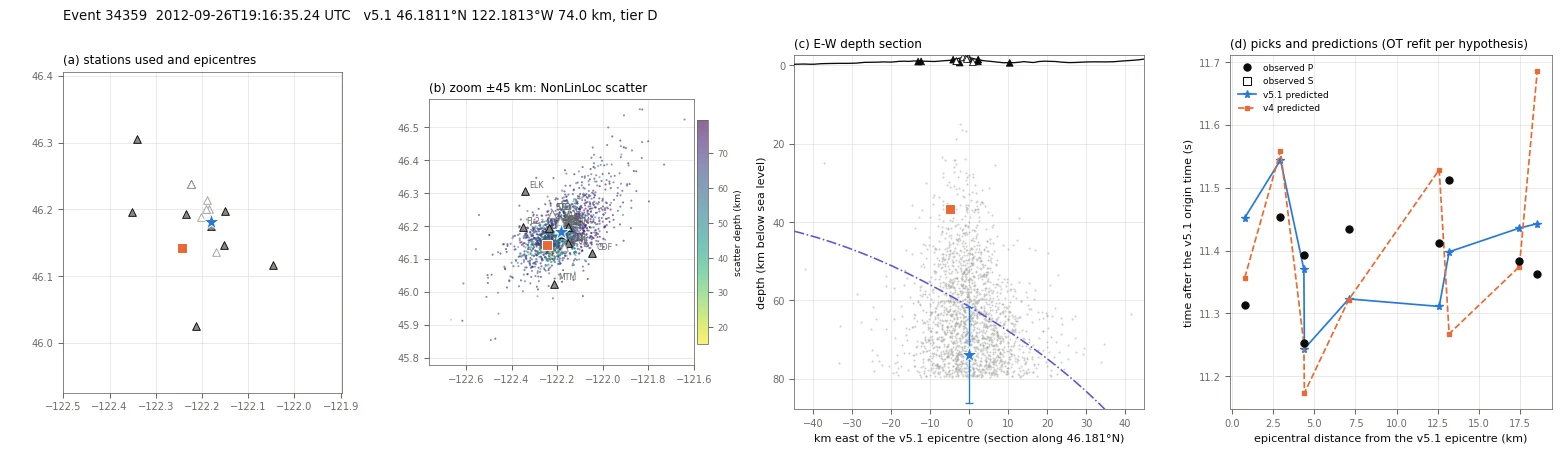 Event 34359  2012-09-26T19:16:35.24 UTC   v5.1 46.1811°N 122.1813°W 74.0 km, tier D
(a) stations used and epicentres
46.4
46.3
46.2
46.1
46.0
−122.5 −122.4 −122.3 −122.2 −122.1 −122.0 −121.9
(b) zoom ±45 km: NonLinLoc scatter
46.5
46.4
46.3
46.2
46.1
46.0
45.9
45.8
ELK
CDF
MTM
−122.6 −122.4 −122.2 −122.0 −121.8 −121.6
70
60
50
40
30
20
scatter depth (km)
(c) E-W depth section
depth (km below sea level)
0
20
40
60
80
−40 −30 −20 −10 0 10 20 30 40
km east of the v5.1 epicentre (section along 46.181°N)
(d) picks and predictions (OT refit per hypothesis)
time after the v5.1 origin time (s)
11.7
11.6
11.5
11.4
11.3
11.2
observed P
observed S
v5.1 predicted
v4 predicted
0.0 2.5 5.0 7.5 10.0 12.5 15.0 17.5
epicentral distance from the v5.1 epicentre (km)